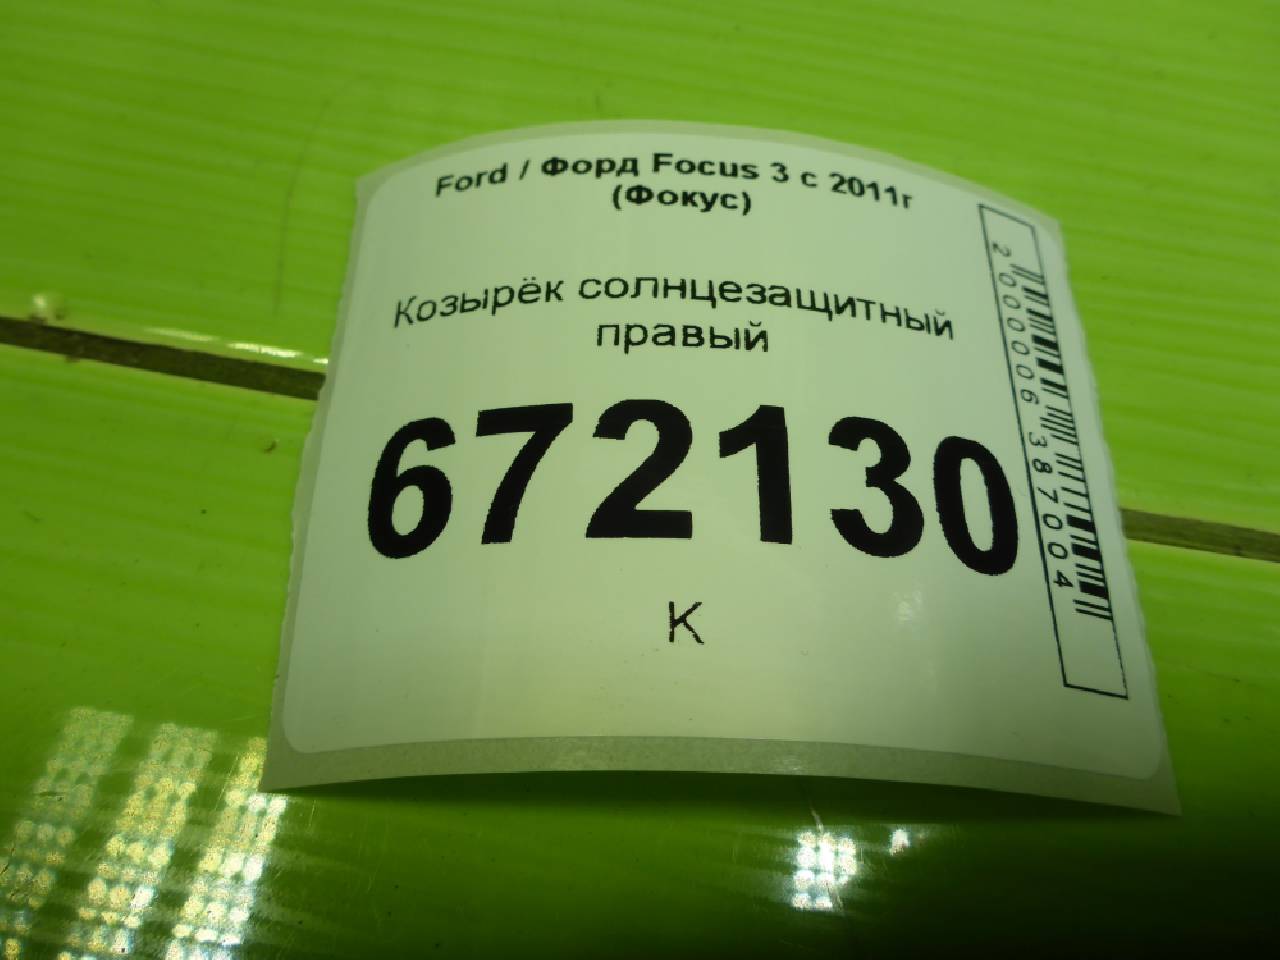 Ford / Форд Focus 3 с 2011г
(Фокус)
Козырёк солнцезащитный
правый
672130
К
2000006387004